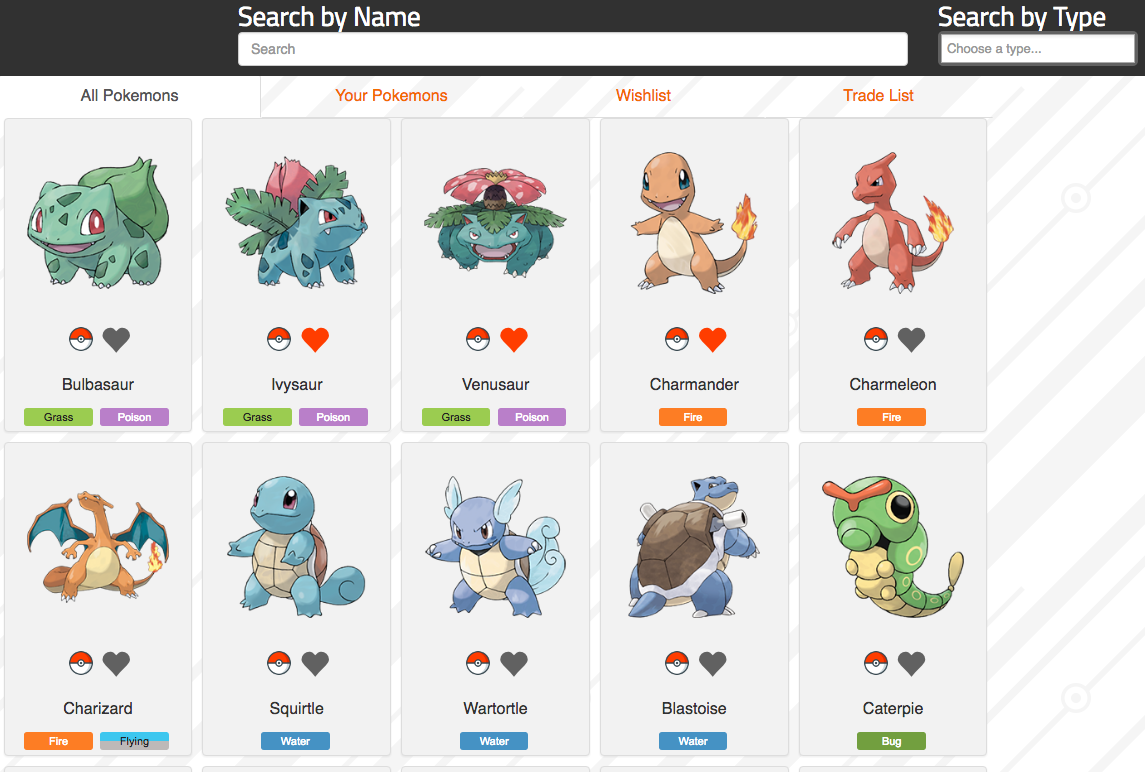 Search by Name
Search by Type
Search
Choose a type...
All Pokemons
Your Pokemons
Wishlist
Trade List
Bulbasaur
Ivysaur
Venusaur
Charmander
Charmeleon
Grass
Poison
Grass
Poison
Grass
Poison
Fire
Fire
Charizard
Squirtle
Wartortle
Blastoise
Caterpie
Fire
Flying
Water
Water
Water
Bug